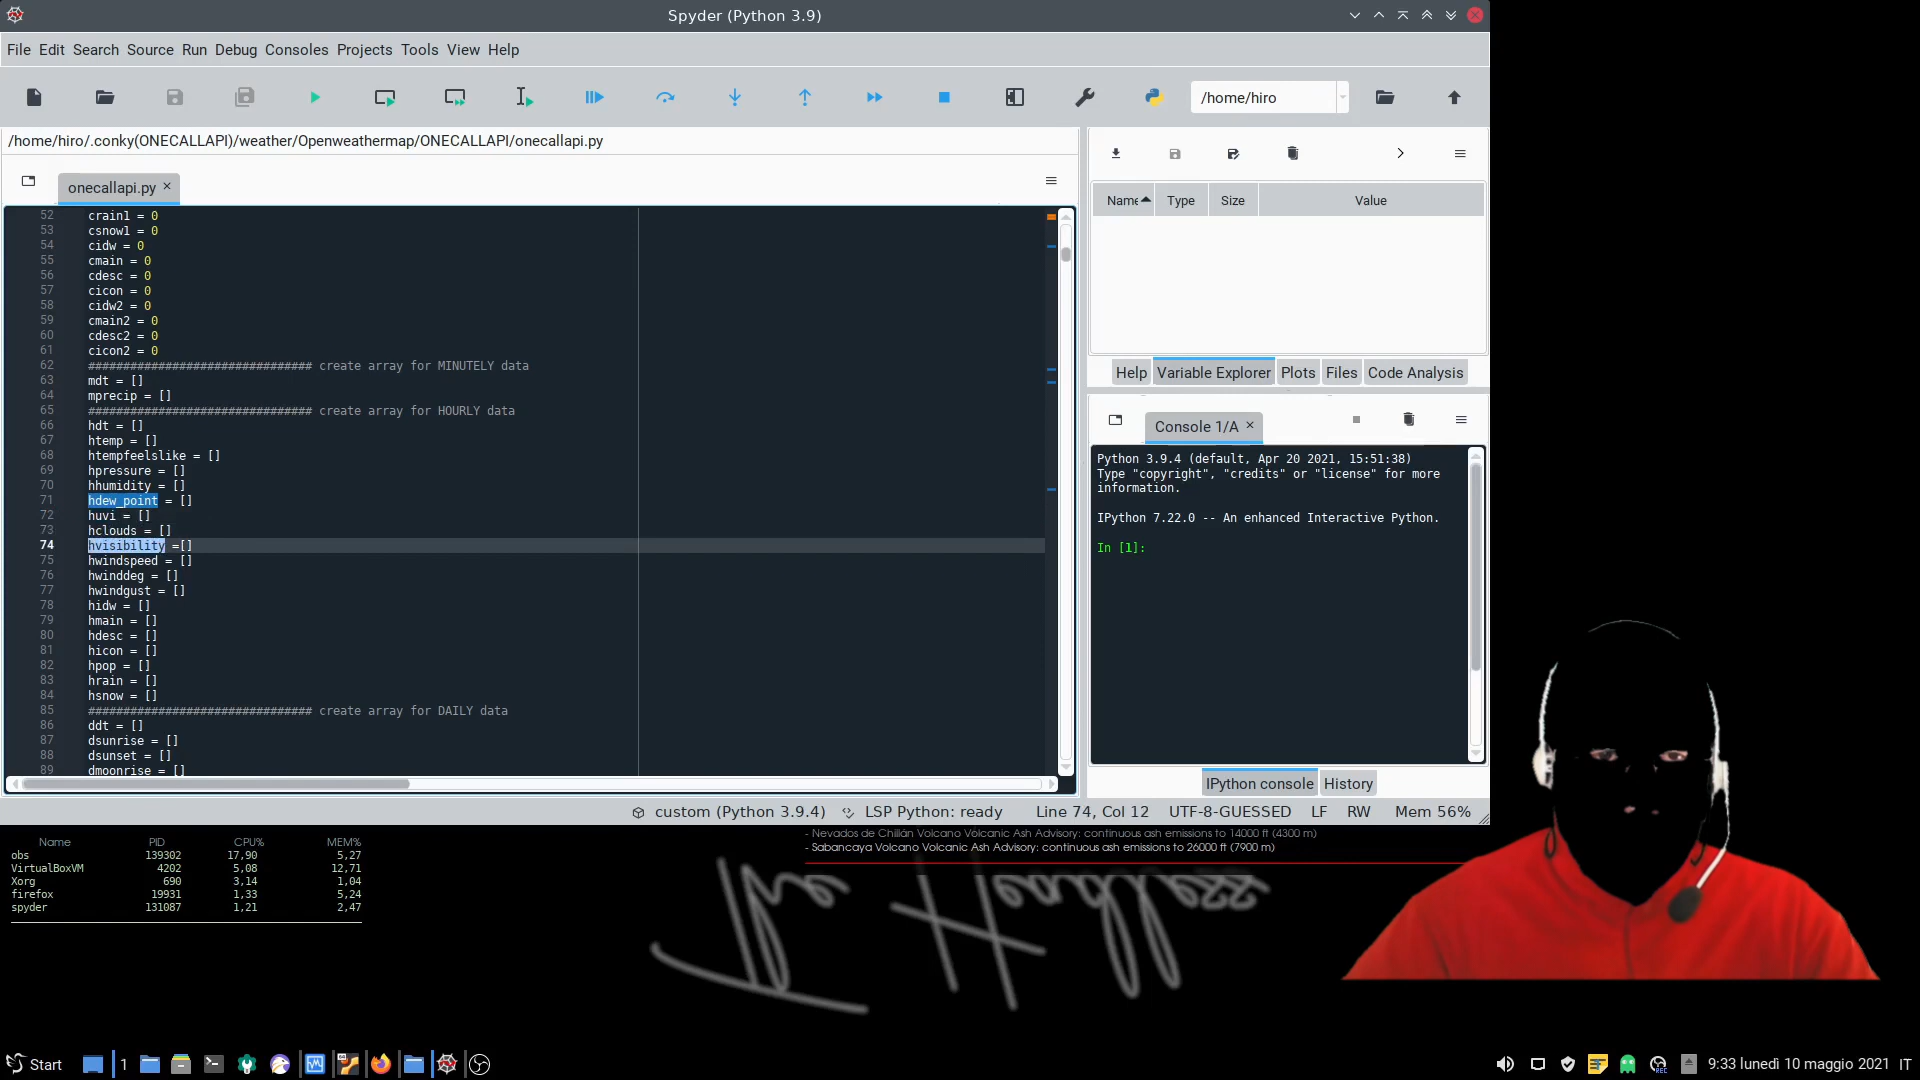 Spyder (Python 3.9)
File Edit Search Source Run Debug Consoles Projects Tools View Help
/home/hiro
/home/hiro/.conky(ONECALLAPI)/weather/Openweathermap/ONECALLAPI/onecallapi.py
onecallapi.py
52 crain1 = 0
53 csnow1 = 0
54 cidw = 0
55 cmain = 0
56 cdesc = 0
57 cicon = 0
58 cidw2 = 0
59 cmain2 = 0
60 cdesc2 = 0
61 cicon2 = 0
62 ################################ create array for MINUTELY data
63 mdt = []
64 mprecip = []
65 ################################ create array for HOURLY data
66 hdt = []
67 htemp = []
68 htempfeelslike = []
69 hpressure = []
70 hhumidity = []
71 hdew_point = []
72 huvi = []
73 hclouds = []
74 hvisibility =[]
75 hwindspeed = []
76 hwinddeg = []
77 hwindgust = []
78 hidw = []
79 hmain = []
80 hdesc = []
81 hicon = []
82 hpop = []
83 hrain = []
84 hsnow = []
85 ################################ create array for DAILY data
86 ddt = []
87 dsunrise = []
88 dsunset = []
89 dmoonrise = []
Name Type Size Value
Help Variable Explorer Plots Files Code Analysis
Console 1/A
Python 3.9.4 (default, Apr 20 2021, 15:51:38)
Type "copyright", "credits" or "license" for more
information.
IPython 7.22.0 -- An enhanced Interactive Python.
In [1]:
IPython console History
custom (Python 3.9.4) LSP Python: ready Line 74, Col 12 UTF-8-GUESSED LF RW Mem 56%
Name PID CPU% MEM%
obs 139302 17,90 5,27
VirtualBoxVM 4202 5,08 12,71
Xorg 690 3,14 1,04
firefox 19931 1,33 5,24
spyder 131087 1,21 2,47
- Nevados de Chillán Volcano Volcanic Ash Advisory: continuous ash emissions to 14000 ft (4300 m)
- Sabancaya Volcano Volcanic Ash Advisory: continuous ash emissions to 26000 ft (7900 m)
The Headless
Start 1 REC 9:33 lunedì 10 maggio 2021 IT